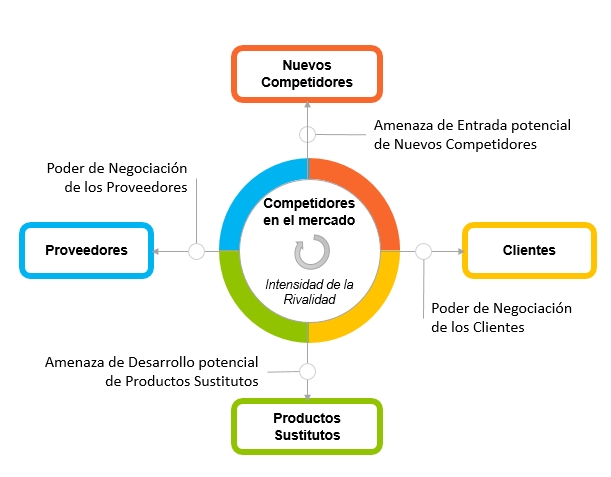 Nuevos
Competidores
Amenaza de Entrada potencial
de Nuevos Competidores
Poder de Negociación
de los Proveedores
Competidores
en el mercado
Proveedores
Clientes
Intensidad de la
Rivalidad
Poder de Negociación
de los Clientes
Amenaza de Desarrollo potencial
de Productos Sustitutos
Productos
Sustitutos